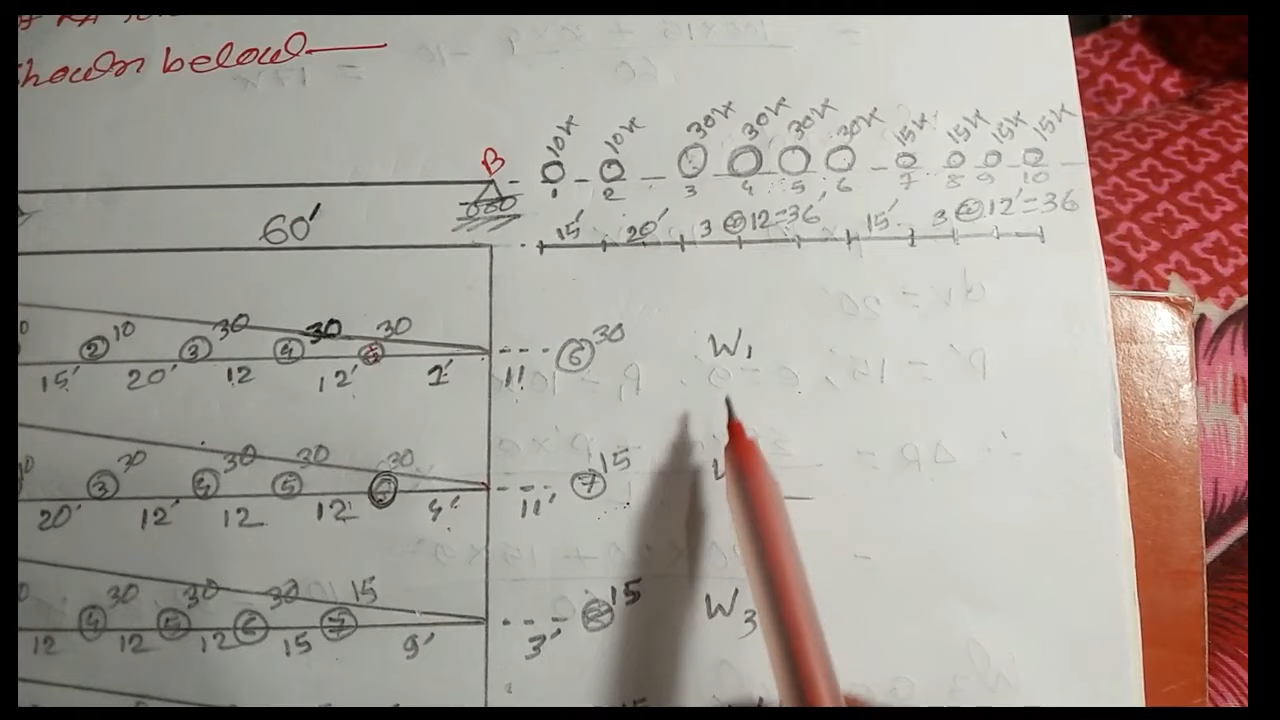 shown below
B
10k 10k 30k 30k 30k 30k 15k 15k 15k 15k
2 3 4 5 6 7 8 9 10
60'
15' 20' 3@12=36' 15' 3@12'=36
② 10 ③ 30 ④ 30 30 ⑥ 30 W₁
15' 20' 12 12' 1' 11'
③ 30 ④ 30 ⑤ 30 30 ⑦ 15
20' 12' 12 12' 4' 11'
④ 30 ⑤ 30 ⑥ 30 ⑦ 15 ⑧ 15 W₃
12 12 12 15 9' 3'